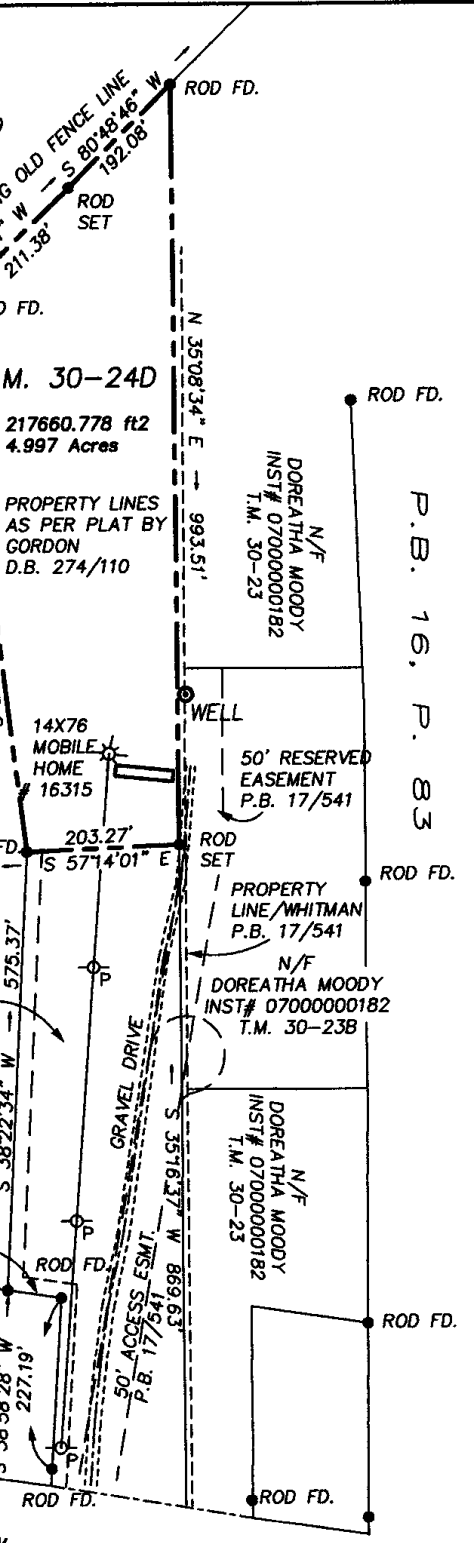 ROD FD.
S 80°48'46" W
192.08'
OLD FENCE LINE
ROD
SET
W
211.38'
FD.
M. 30-24D
217660.778 ft2
4.997 Acres
PROPERTY LINES
AS PER PLAT BY
GORDON
D.B. 274/110
N 35°08'34" E → 993.51'
ROD FD.
N/F
DOREATHA MOODY
INST# 07000000182
T.M. 30-23
P.B. 16, P. 83
WELL
14X76
MOBILE
HOME
# 16315
50' RESERVED
EASEMENT
P.B. 17/541
203.27'
S 57°14'01" E
ROD
SET
ROD FD.
PROPERTY
LINE/WHITMAN
P.B. 17/541
N/F
DOREATHA MOODY
INST# 07000000182
T.M. 30-23B
S 38°22'34" W → 575.37'
P
GRAVEL DRIVE
S 35°16'37" W 869.63'
N/F
DOREATHA MOODY
INST# 07000000182
T.M. 30-23
P
ROD FD.
50' ACCESS ESMT.
P.B. 17/541
ROD FD.
S 38°58'28" W
227.19'
P
ROD FD.
ROD FD.